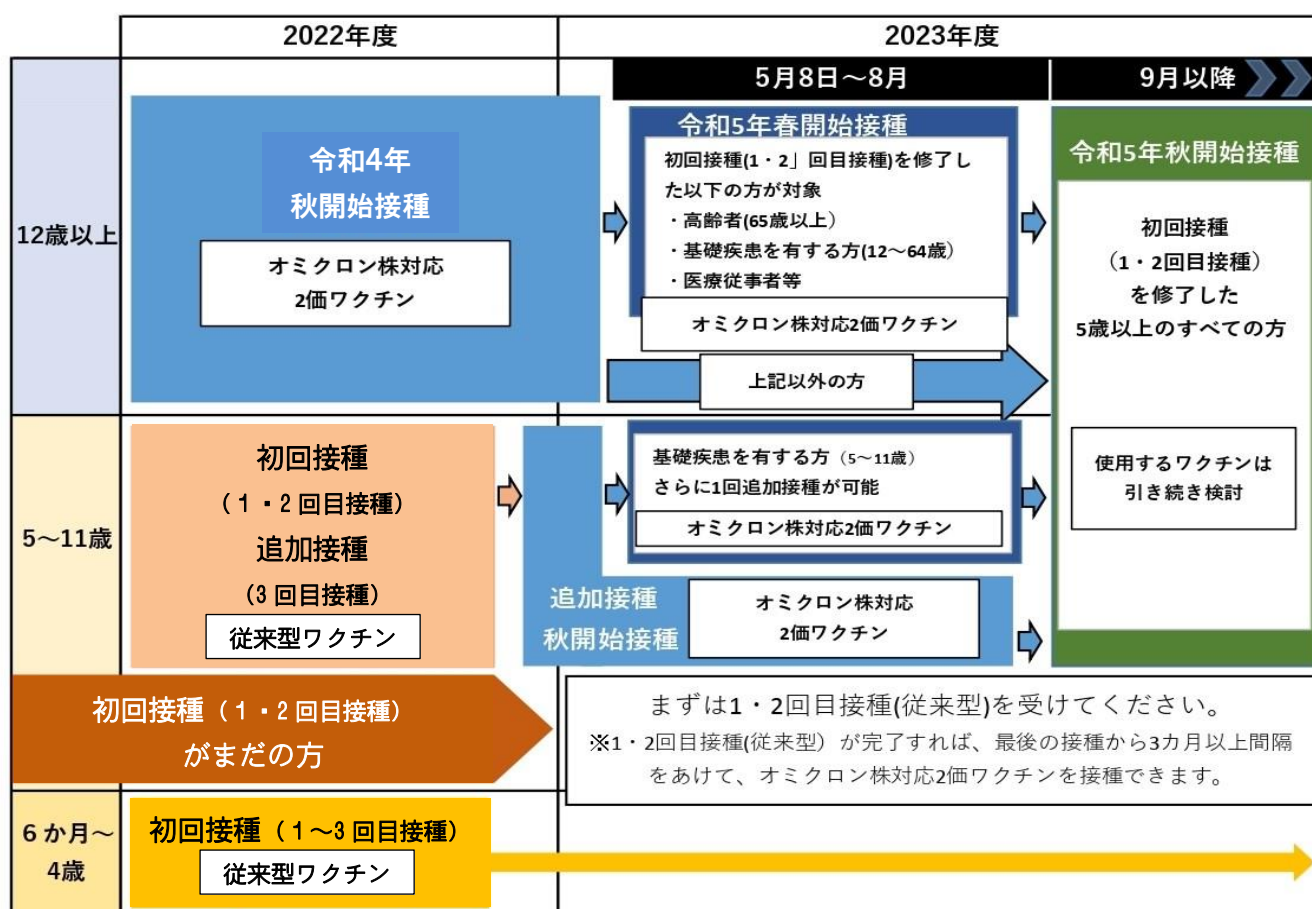 2022年度
2023年度
5月8日～8月
9月以降
12歳以上
令和4年
秋開始接種
オミクロン株対応
2価ワクチン
令和5年春開始接種
初回接種(1・2」回目接種)を修了し
た以下の方が対象
・高齢者(65歳以上）
・基礎疾患を有する方(12～64歳）
・医療従事者等
オミクロン株対応2価ワクチン
上記以外の方
令和5年秋開始接種
初回接種
（1・2回目接種）
を修了した
5歳以上のすべての方
使用するワクチンは
引き続き検討
5～11歳
初回接種
（１・２回目接種）
追加接種
（３回目接種）
従来型ワクチン
基礎疾患を有する方（5～11歳）
さらに1回追加接種が可能
オミクロン株対応2価ワクチン
追加接種
秋開始接種
オミクロン株対応
2価ワクチン
初回接種（１・２回目接種）
がまだの方
まずは1・2回目接種(従来型)を受けてください。
※1・2回目接種(従来型）が完了すれば、最後の接種から3カ月以上間隔
をあけて、オミクロン株対応2価ワクチンを接種できます。
６か月～
4歳
初回接種（１～３回目接種）
従来型ワクチン